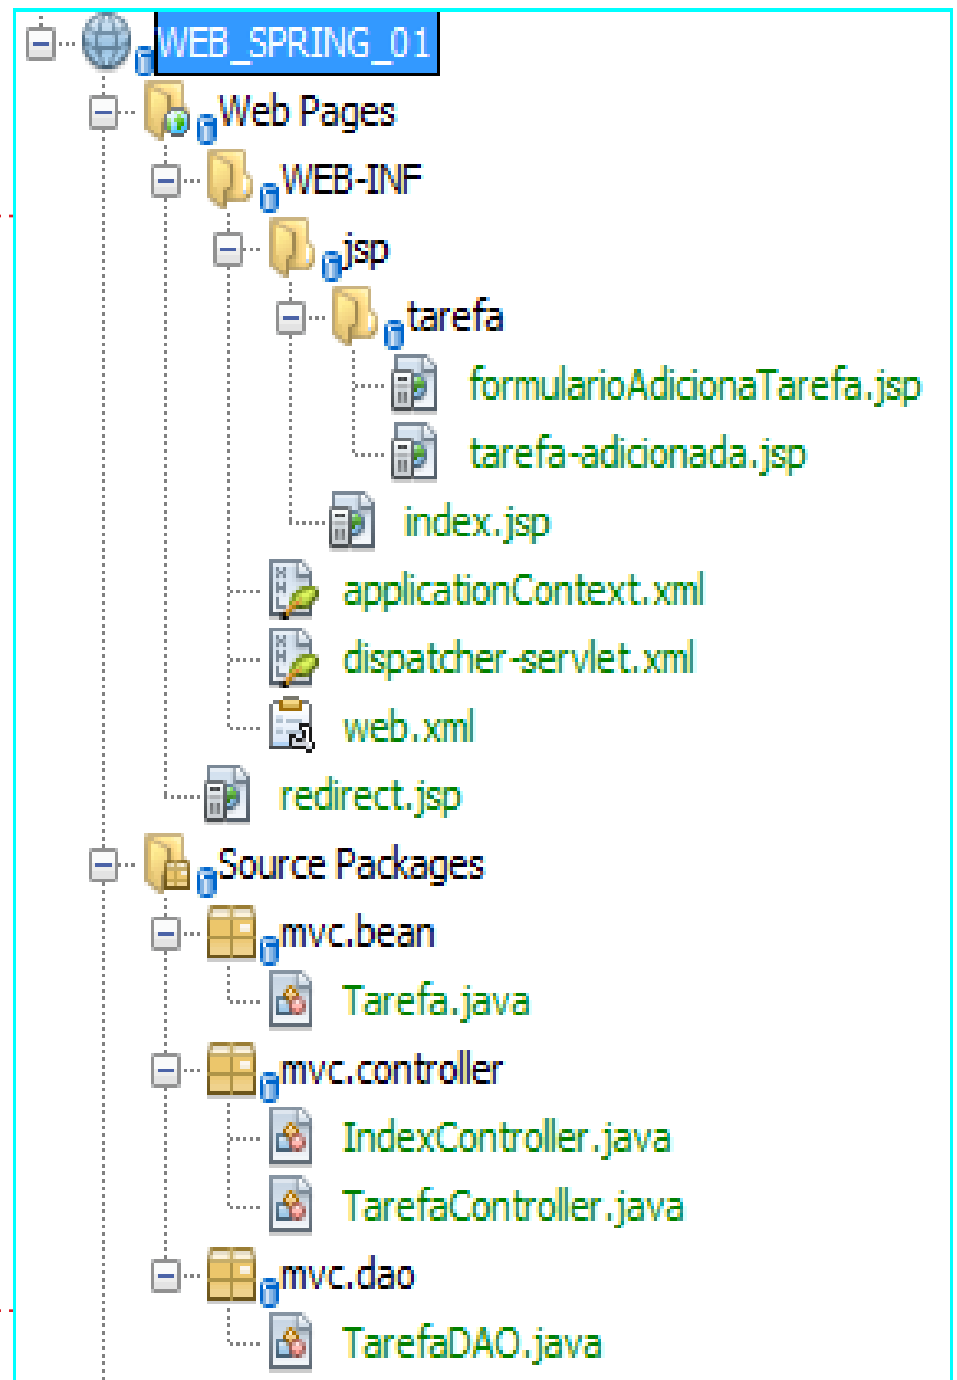 WEB_SPRING_01
Web Pages
WEB-INF
jsp
tarefa
formularioAdicionaTarefa.jsp
tarefa-adicionada.jsp
index.jsp
applicationContext.xml
dispatcher-servlet.xml
web.xml
redirect.jsp
Source Packages
mvc.bean
Tarefa.java
mvc.controller
IndexController.java
TarefaController.java
mvc.dao
TarefaDAO.java